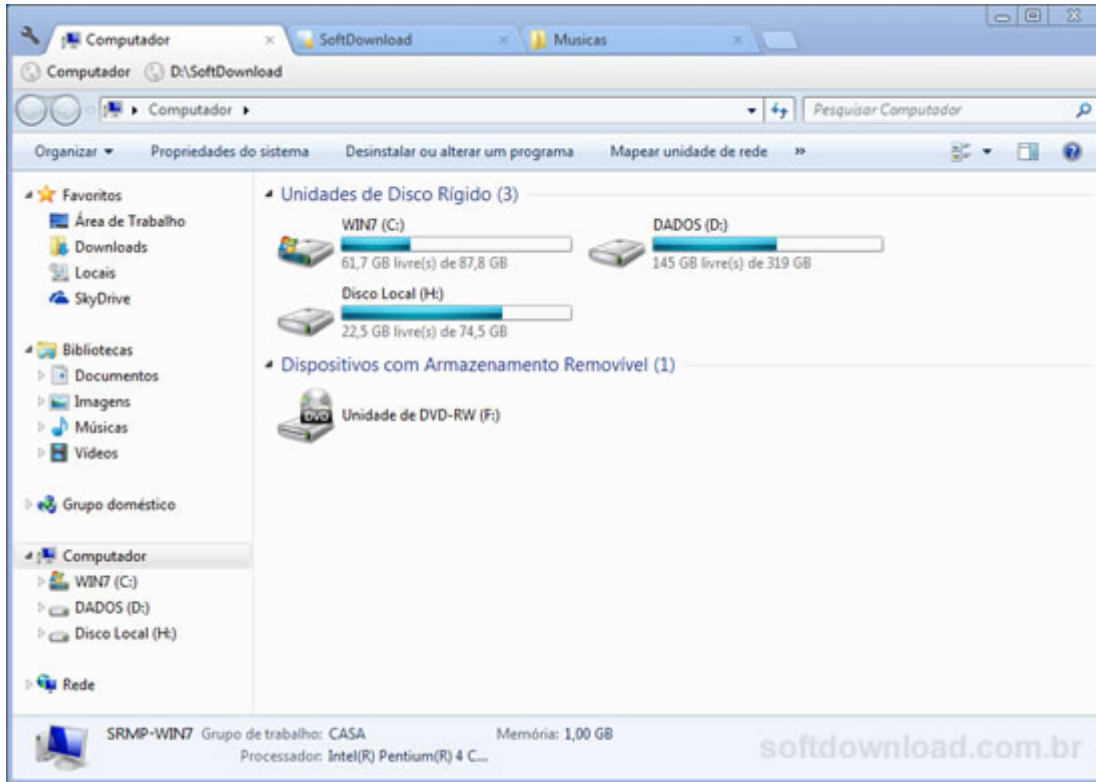 Computador
SoftDownload
Musicas
Computador D:\SoftDownload
Computador
Pesquisar Computador
Organizar Propriedades do sistema Desinstalar ou alterar um programa Mapear unidade de rede »
Favoritos
Área de Trabalho
Downloads
Locais
SkyDrive
Bibliotecas
Documentos
Imagens
Músicas
Vídeos
Grupo doméstico
Computador
WIN7 (C:)
DADOS (D:)
Disco Local (H:)
Rede
Unidades de Disco Rígido (3)
WIN7 (C:)
61,7 GB livre(s) de 87,8 GB
DADOS (D:)
145 GB livre(s) de 319 GB
Disco Local (H:)
22,5 GB livre(s) de 74,5 GB
Dispositivos com Armazenamento Removível (1)
DVD
Unidade de DVD-RW (F:)
SRMP-WIN7 Grupo de trabalho: CASA Memória: 1,00 GB
Processador: Intel(R) Pentium(R) 4 C...
softdownload.com.br